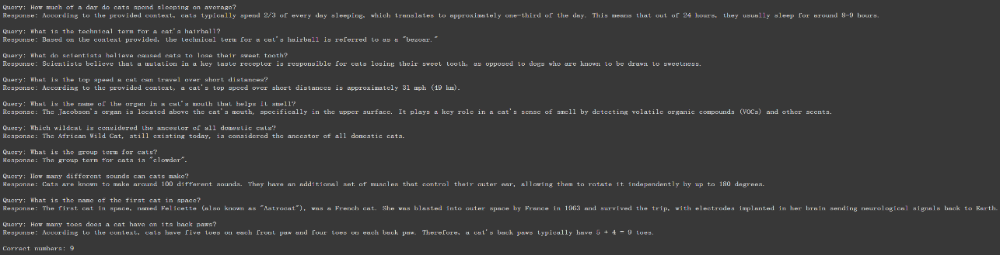 Query: How much of a day do cats spend sleeping on average?
Response: According to the provided context, cats typically spend 2/3 of every day sleeping, which translates to approximately one-third of the day. This means that out of 24 hours, they usually sleep for around 8-9 hours.
Query: What is the technical term for a cat's hairball?
Response: Based on the context provided, the technical term for a cat's hairball is referred to as a "bezoar."
Query: What do scientists believe caused cats to lose their sweet tooth?
Response: Scientists believe that a mutation in a key taste receptor is responsible for cats losing their sweet tooth, as opposed to dogs who are known to be drawn to sweetness.
Query: What is the top speed a cat can travel over short distances?
Response: According to the provided context, a cat's top speed over short distances is approximately 31 mph (49 km).
Query: What is the name of the organ in a cat's mouth that helps it smell?
Response: The Jacobson's organ is located above the cat's mouth, specifically in the upper surface. It plays a key role in a cat's sense of smell by detecting volatile organic compounds (VOCs) and other scents.
Query: Which wildcat is considered the ancestor of all domestic cats?
Response: The African Wild Cat, still existing today, is considered the ancestor of all domestic cats.
Query: What is the group term for cats?
Response: The group term for cats is "clowder".
Query: How many different sounds can cats make?
Response: Cats are known to make around 100 different sounds. They have an additional set of muscles that control their outer ear, allowing them to rotate it independently by up to 180 degrees.
Query: What is the name of the first cat in space?
Response: The first cat in space, named Felicette (also known as "Astrocat"), was a French cat. She was blasted into outer space by France in 1963 and survived the trip, with electrodes implanted in her brain sending neurological signals back to Earth.
Query: How many toes does a cat have on its back paws?
Response: According to the context, cats have five toes on each front paw and four toes on each back paw. Therefore, a cat's back paws typically have 5 + 4 = 9 toes.
Correct numbers: 9